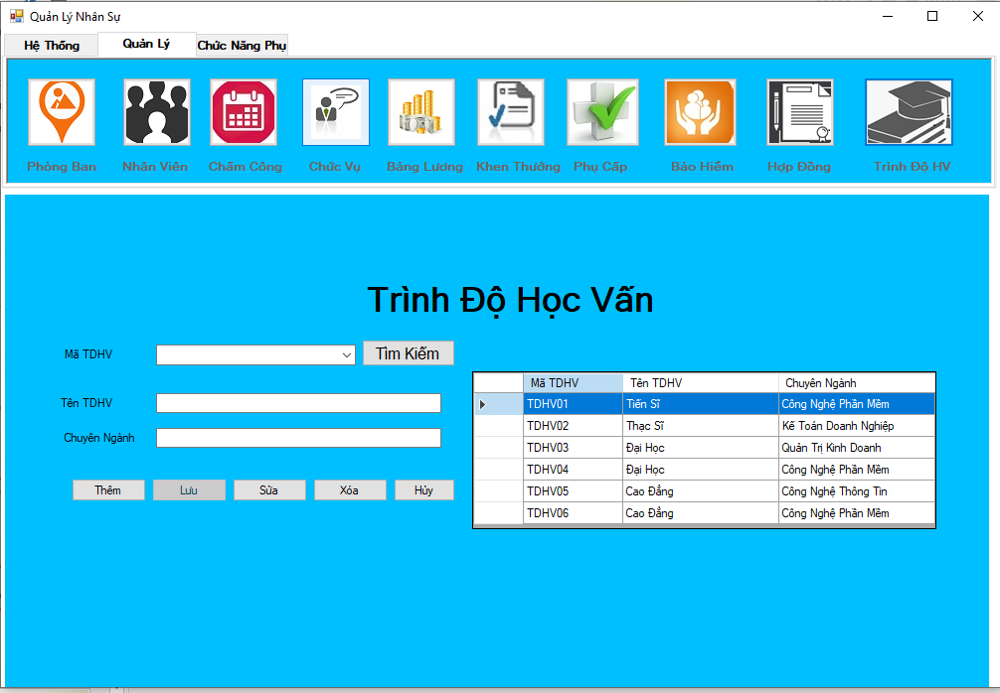 Quản Lý Nhân Sự
Hệ Thống Quản Lý Chức Năng Phụ
Phòng Ban Nhân Viên Chấm Công Chức Vụ Bảng Lương Khen Thưởng Phụ Cấp Bảo Hiểm Hợp Đồng Trình Độ HV
Trình Độ Học Vấn
Mã TDHV Tìm Kiếm
Tên TDHV
Chuyên Ngành
Thêm Lưu Sửa Xóa Hủy
Mã TDHV Tên TDHV Chuyên Ngành
TDHV01 Tiến Sĩ Công Nghệ Phần Mềm
TDHV02 Thạc Sĩ Kế Toán Doanh Nghiệp
TDHV03 Đại Học Quản Trị Kinh Doanh
TDHV04 Đại Học Công Nghệ Phần Mềm
TDHV05 Cao Đẳng Công Nghệ Thông Tin
TDHV06 Cao Đẳng Công Nghệ Phần Mềm